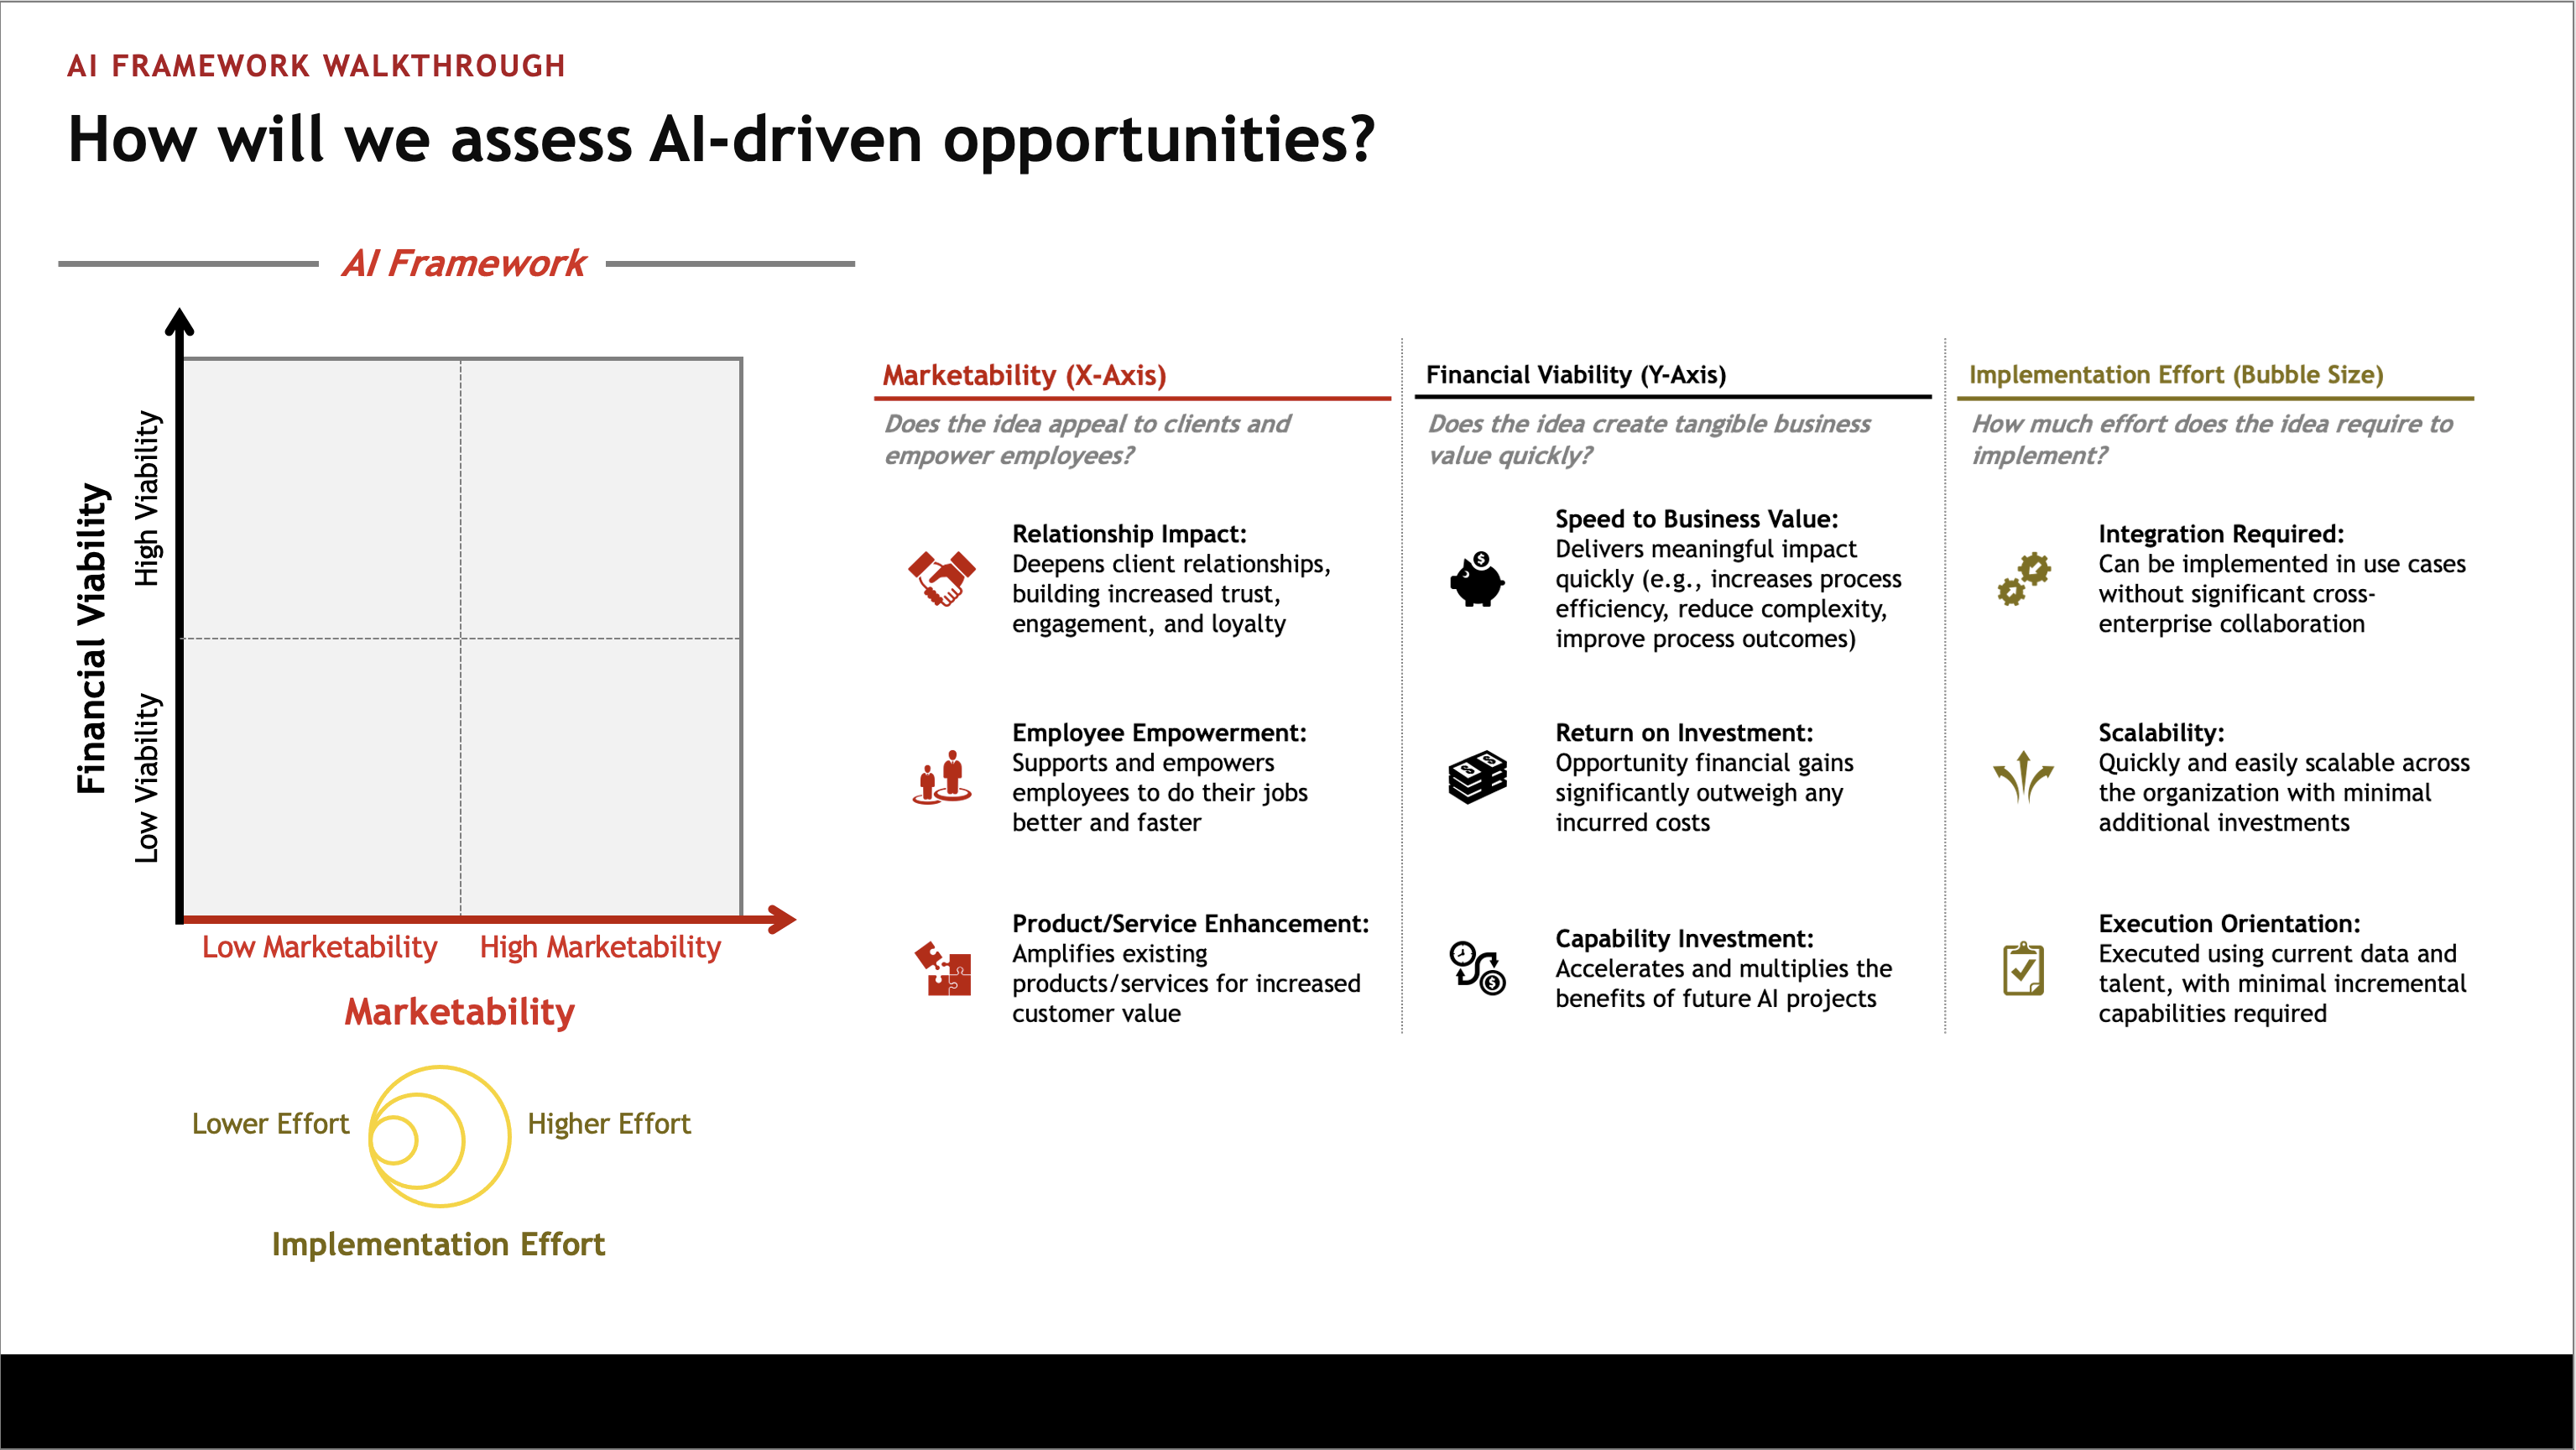 AI FRAMEWORK WALKTHROUGH
How will we assess AI-driven opportunities?
AI Framework
Financial Viability
High Viability
Low Viability
Low Marketability
High Marketability
Marketability
Lower Effort
Higher Effort
Implementation Effort
Marketability (X-Axis)
Does the idea appeal to clients and
empower employees?
Relationship Impact:
Deepens client relationships,
building increased trust,
engagement, and loyalty
Employee Empowerment:
Supports and empowers
employees to do their jobs
better and faster
Product/Service Enhancement:
Amplifies existing
products/services for increased
customer value
Financial Viability (Y-Axis)
Does the idea create tangible business
value quickly?
Speed to Business Value:
Delivers meaningful impact
quickly (e.g., increases process
efficiency, reduce complexity,
improve process outcomes)
Return on Investment:
Opportunity financial gains
significantly outweigh any
incurred costs
Capability Investment:
Accelerates and multiplies the
benefits of future AI projects
Implementation Effort (Bubble Size)
How much effort does the idea require to
implement?
Integration Required:
Can be implemented in use cases
without significant cross-
enterprise collaboration
Scalability:
Quickly and easily scalable across
the organization with minimal
additional investments
Execution Orientation:
Executed using current data and
talent, with minimal incremental
capabilities required